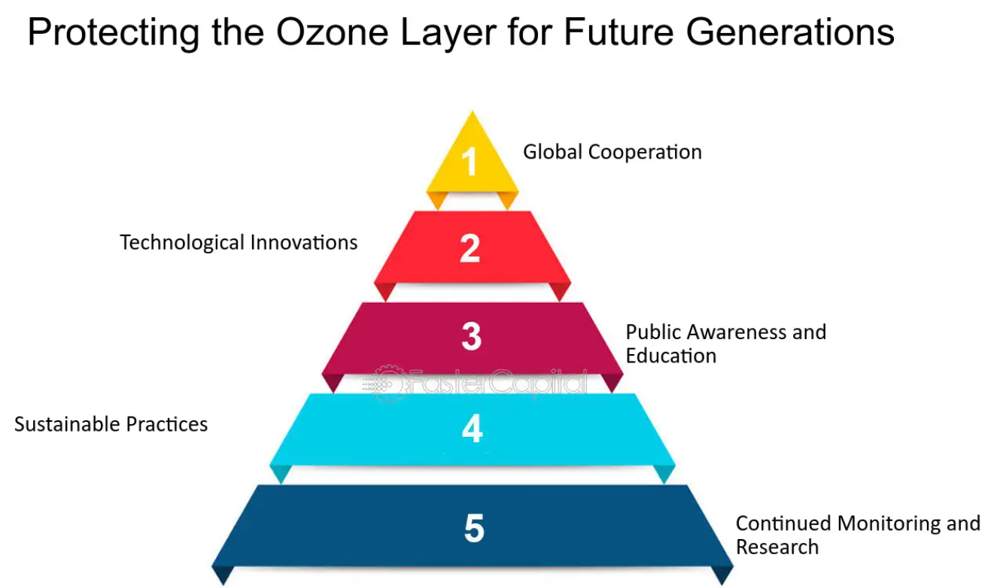 Protecting the Ozone Layer for Future Generations
1
Global Cooperation
Technological Innovations
2
3
Public Awareness and
Education
FasterCapital
Sustainable Practices
4
5
Continued Monitoring and
Research